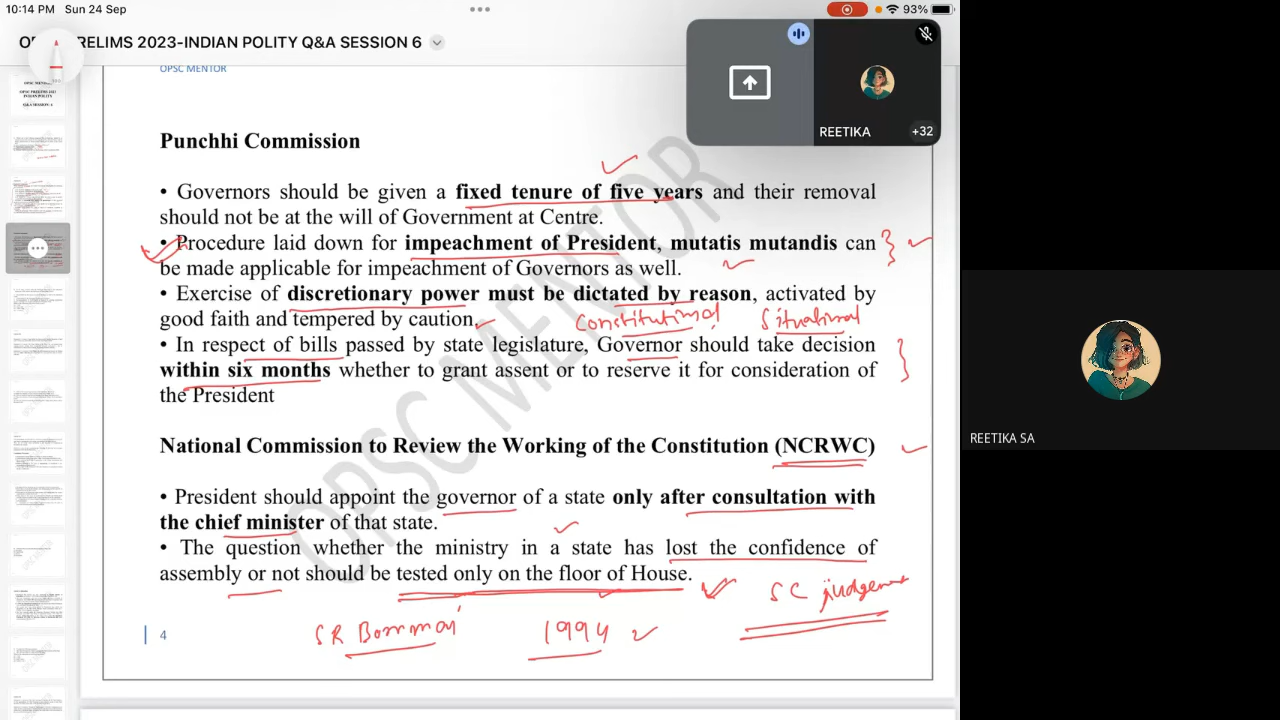 10:14 PM Sun 24 Sep
93%
RELIMS 2023-INDIAN POLITY Q&A SESSION 6
OPSC MENTOR
REETIKA
+32
Punchhi Commission
• Governors should be given a fixed tenure of five years and their removal
should not be at the will of Government at Centre.
• Procedure laid down for impeachment of President, mutatis mutandis can
be made applicable for impeachment of Governors as well.
• Exercise of discretionary power must be dictated by reason, activated by
good faith and tempered by caution.
Constitutional Situational
• In respect of bills passed by state legislature, Governor should take decision
within six months whether to grant assent or to reserve it for consideration of
the President
National Commission to Review the Working of the Constitution (NCRWC)
• President should appoint the governor of a state only after consultation with
the chief minister of that state.
• The question whether the ministry in a state has lost the confidence of
assembly or not should be tested only on the floor of House.
SC judgement
SR Bommai 1994
4
OPSC MENTOR
REETIKA SA